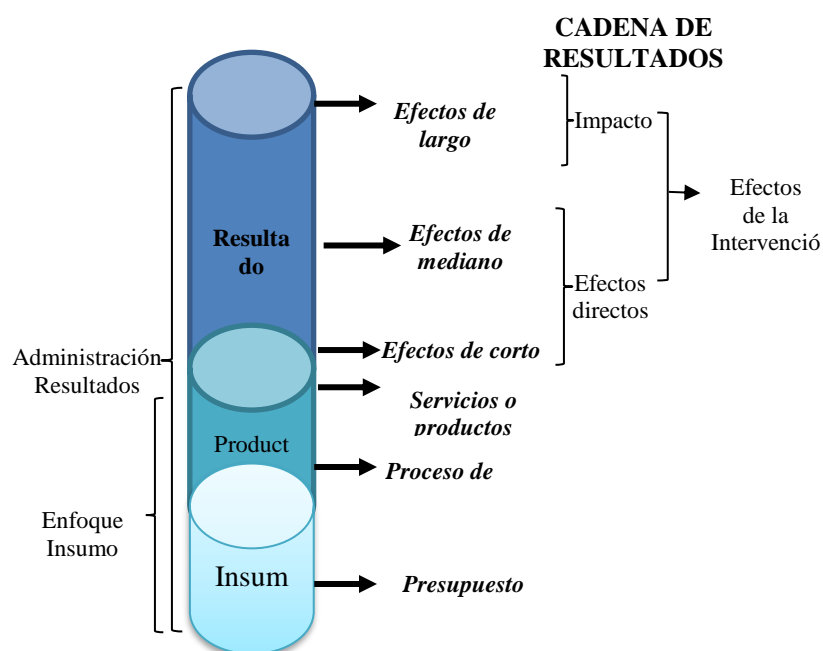 CADENA DE
RESULTADOS
Efectos de
largo
Impacto
Efectos
de la
Intervenció
Resulta
do
Efectos de
mediano
Efectos
directos
Administración
Resultados
Efectos de corto
Servicios o
productos
Product
Proceso de
Enfoque
Insumo
Insum
Presupuesto